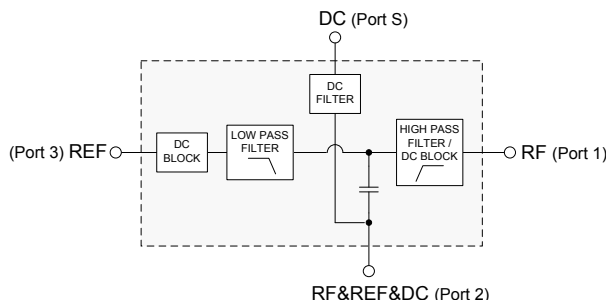 DC (Port S)
DC
FILTER
(Port 3) REF
DC
BLOCK
LOW PASS
FILTER
HIGH PASS
FILTER /
DC BLOCK
RF (Port 1)
RF&REF&DC (Port 2)